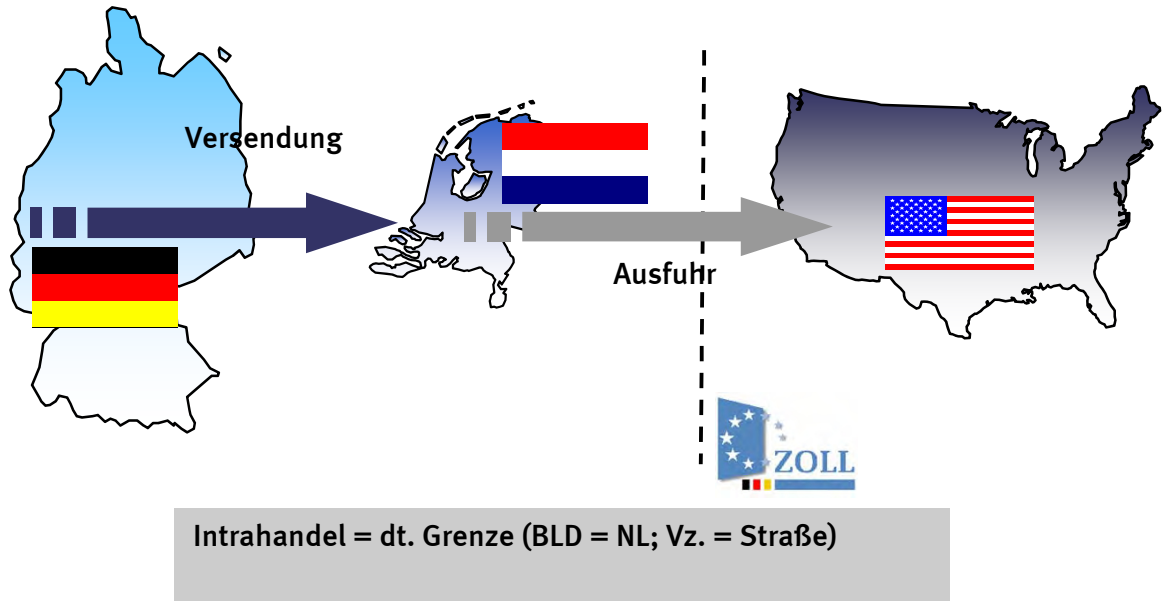 Versendung
Ausfuhr
ZOLL
Intrahandel = dt. Grenze (BLD = NL; Vz. = Straße)